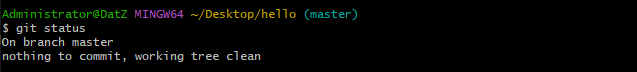 Administrator@DatZ MINGW64 ~/Desktop/hello (master)
$ git status
On branch master
nothing to commit, working tree clean